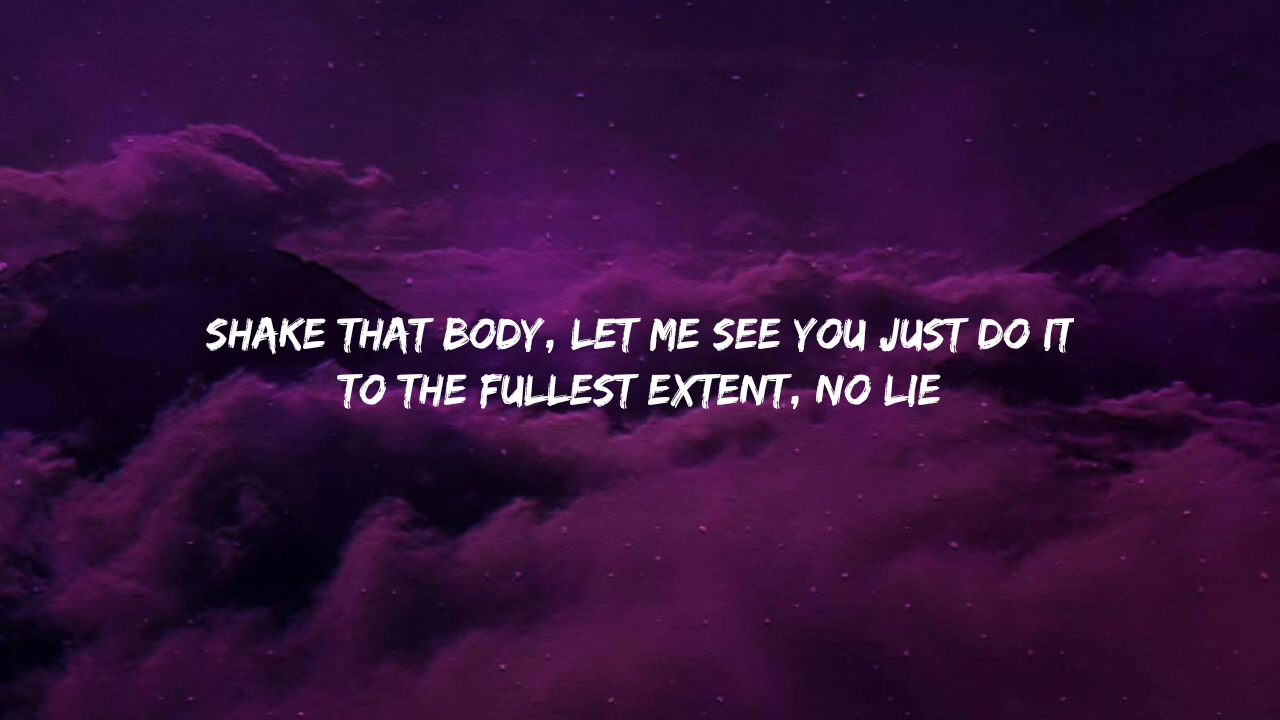 SHAKE THAT BODY, LET ME SEE YOU JUST DO IT
TO THE FULLEST EXTENT, NO LIE